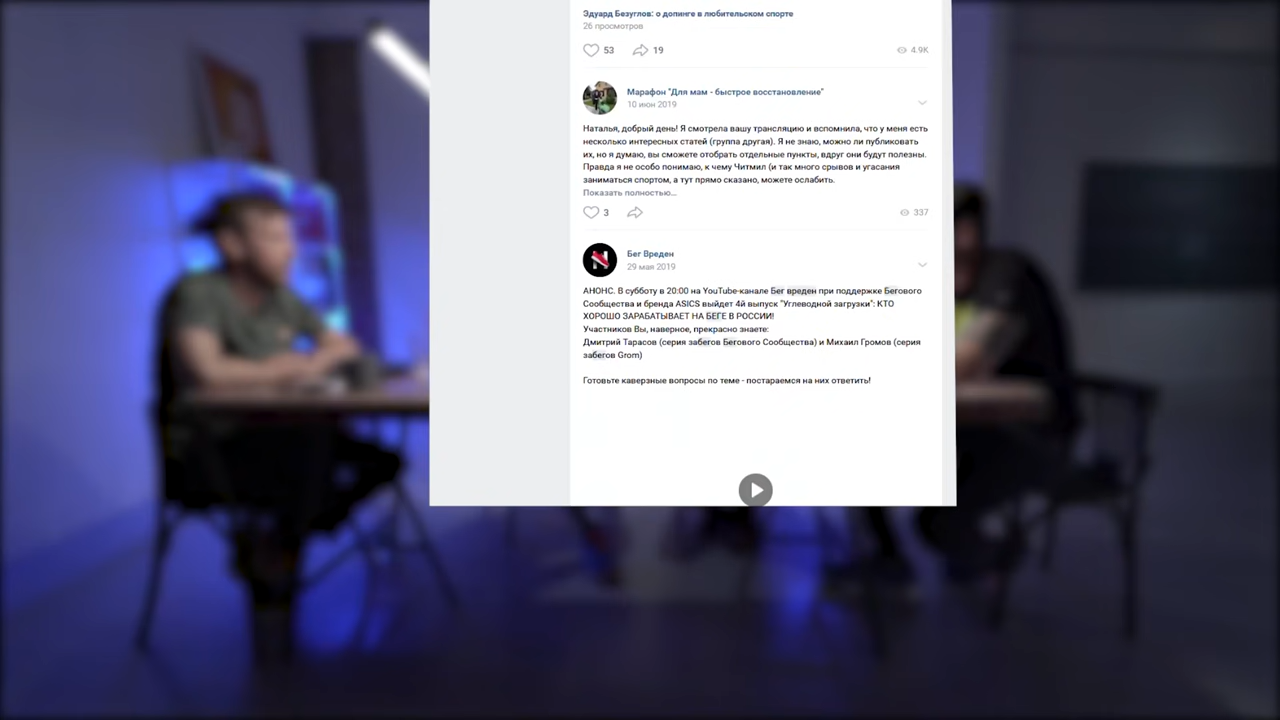 Эдуард Безуглов: о допинге в любительском спорте
26 просмотров
53 19 4.9K
Марафон "Для мам - быстрое восстановление"
10 июн 2019
Наталья, добрый день! Я смотрела вашу трансляцию и вспомнила, что у меня есть
несколько интересных статей (группа другая). Я не знаю, можно ли публиковать
их, но я думаю, вы сможете отобрать отдельные пункты, вдруг они будут полезны.
Правда я не особо понимаю, к чему Читмил (и так много срывов и угасания
заниматься спортом, а тут прямо сказано, можете ослабить.
Показать полностью...
3 337
Бег Вреден
29 мая 2019
АНОНС. В субботу в 20:00 на YouTube-канале Бег вреден при поддержке Бегового
Сообщества и бренда ASICS выйдет 4й выпуск "Углеводной загрузки": КТО
ХОРОШО ЗАРАБАТЫВАЕТ НА БЕГЕ В РОССИИ!
Участников Вы, наверное, прекрасно знаете:
Дмитрий Тарасов (серия забегов Бегового Сообщества) и Михаил Громов (серия
забегов Grom)
Готовьте каверзные вопросы по теме - постараемся на них ответить!